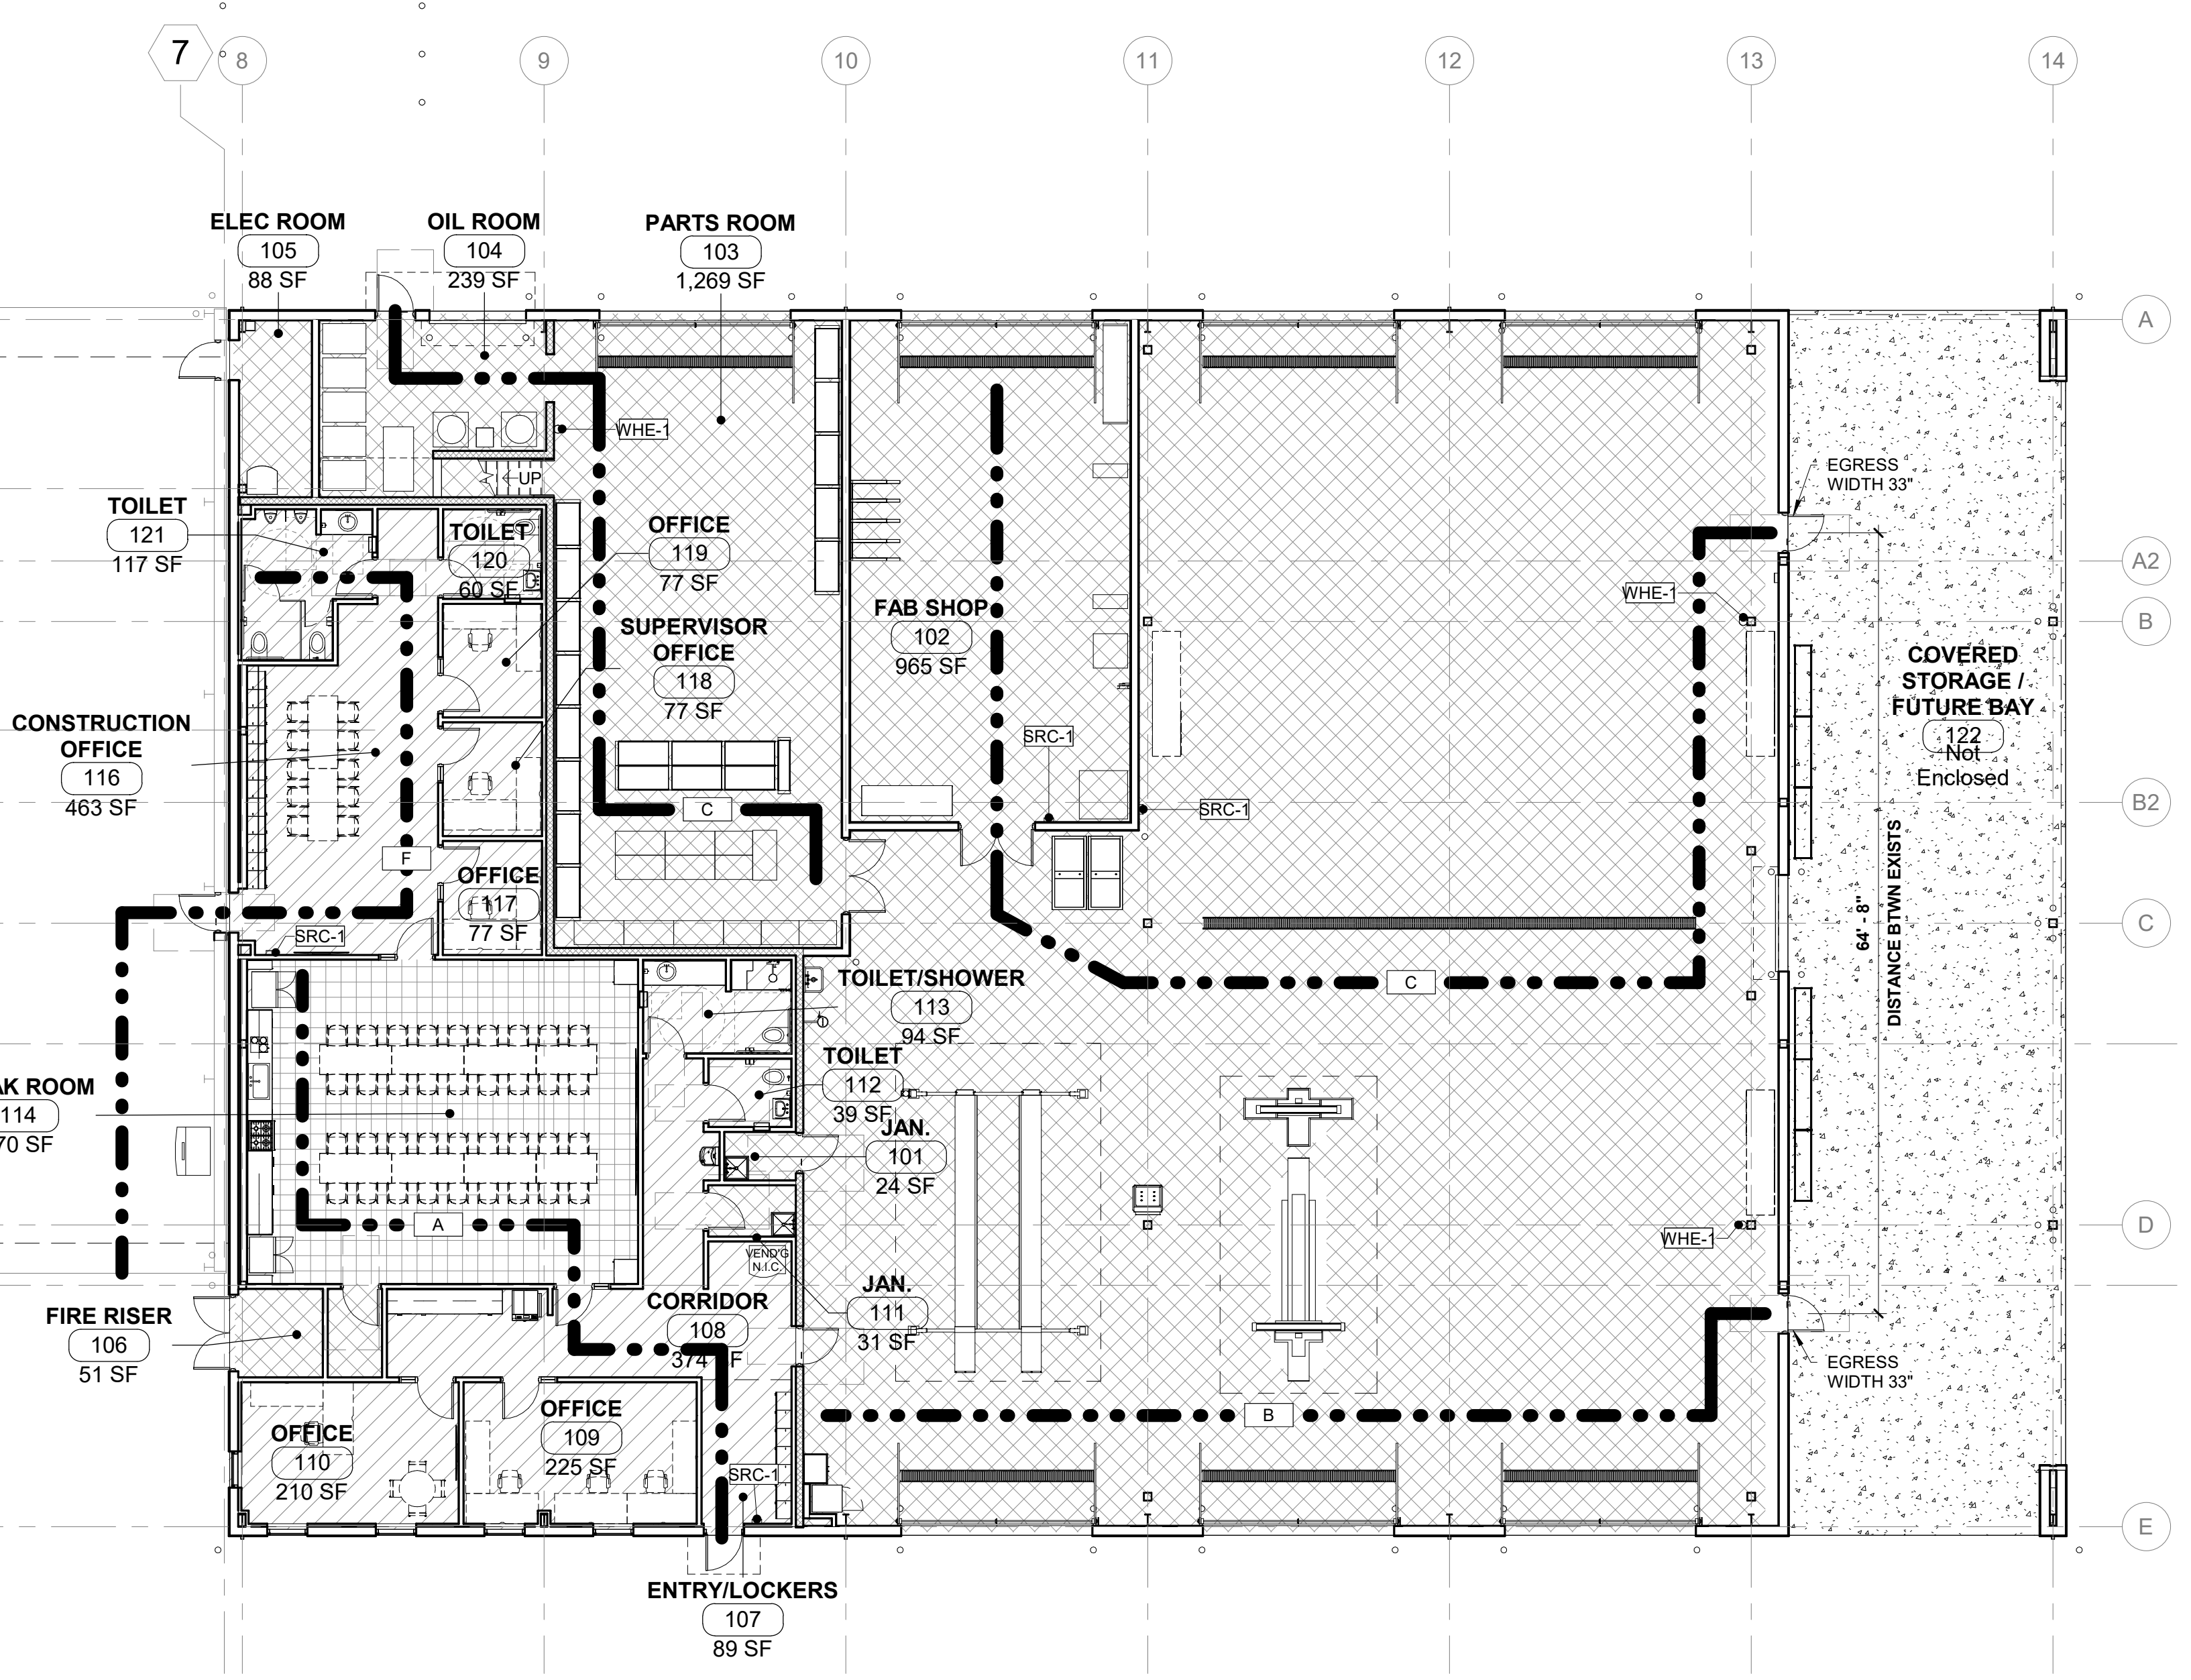 7
8
9
10
11
12
13
14
ELEC ROOM
105
88 SF
OIL ROOM
104
239 SF
PARTS ROOM
103
1,269 SF
A
WHE-1
UP
EGRESS
WIDTH 33"
TOILET
121
117 SF
TOILET
120
60 SF
OFFICE
119
77 SF
A2
WHE-1
FAB SHOP
102
965 SF
B
SUPERVISOR
OFFICE
118
77 SF
COVERED
STORAGE /
FUTURE BAY
122
Not
Enclosed
CONSTRUCTION
OFFICE
116
463 SF
SRC-1
C
SRC-1
B2
F
OFFICE
117
77 SF
64' - 8"
DISTANCE BTWN EXISTS
SRC-1
C
C
TOILET/SHOWER
113
94 SF
TOILET
112
39 SF
AK ROOM
114
70 SF
JAN.
101
24 SF
A
D
WHE-1
VEND'G
N.I.C.
JAN.
111
31 SF
CORRIDOR
108
374 SF
FIRE RISER
106
51 SF
EGRESS
WIDTH 33"
OFFICE
110
210 SF
OFFICE
109
225 SF
B
SRC-1
E
ENTRY/LOCKERS
107
89 SF